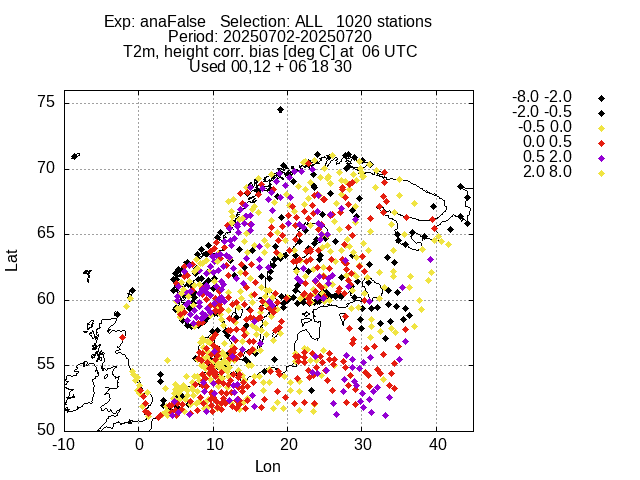 Exp: anaFalse   Selection: ALL   1020 stations
Period: 20250702-20250720
T2m, height corr. bias [deg C] at  06 UTC
Used 00,12 + 06 18 30
-8.0 -2.0
-2.0 -0.5
-0.5 0.0
0.0 0.5
0.5 2.0
2.0 8.0
75
70
65
60
55
50
Lat
-10 0 10 20 30 40
Lon